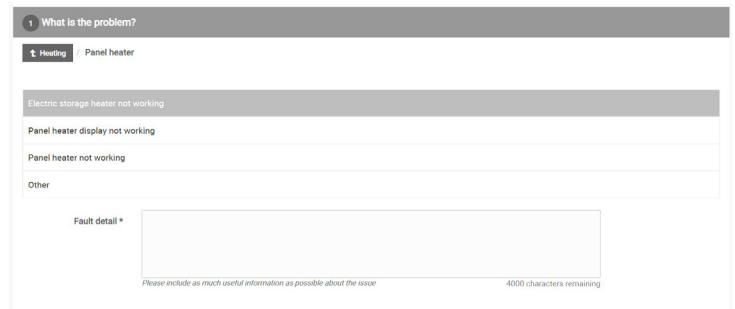 1 What is the problem?
Heating / Panel heater
Electric storage heater not working
Panel heater display not working
Panel heater not working
Other
Fault detail *
Please include as much useful information as possible about the issue 4000 characters remaining